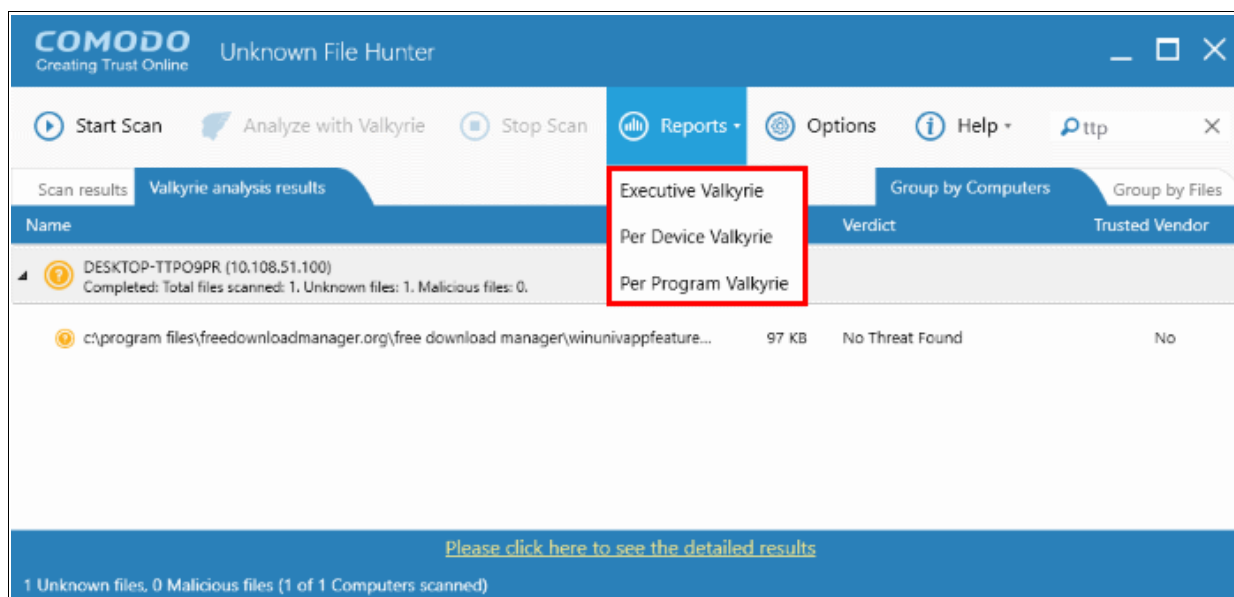 COMODO
Creating Trust Online
Unknown File Hunter
Start Scan
Analyze with Valkyrie
Stop Scan
Reports
Options
Help
ttp
Scan results
Valkyrie analysis results
Executive Valkyrie
Per Device Valkyrie
Per Program Valkyrie
Group by Computers
Group by Files
Name
Verdict
Trusted Vendor
DESKTOP-TTPO9PR (10.108.51.100)
Completed: Total files scanned: 1. Unknown files: 1. Malicious files: 0.
c:\program files\freedownloadmanager.org\free download manager\winunivappfeature...
97 KB
No Threat Found
No
Please click here to see the detailed results
1 Unknown files, 0 Malicious files (1 of 1 Computers scanned)